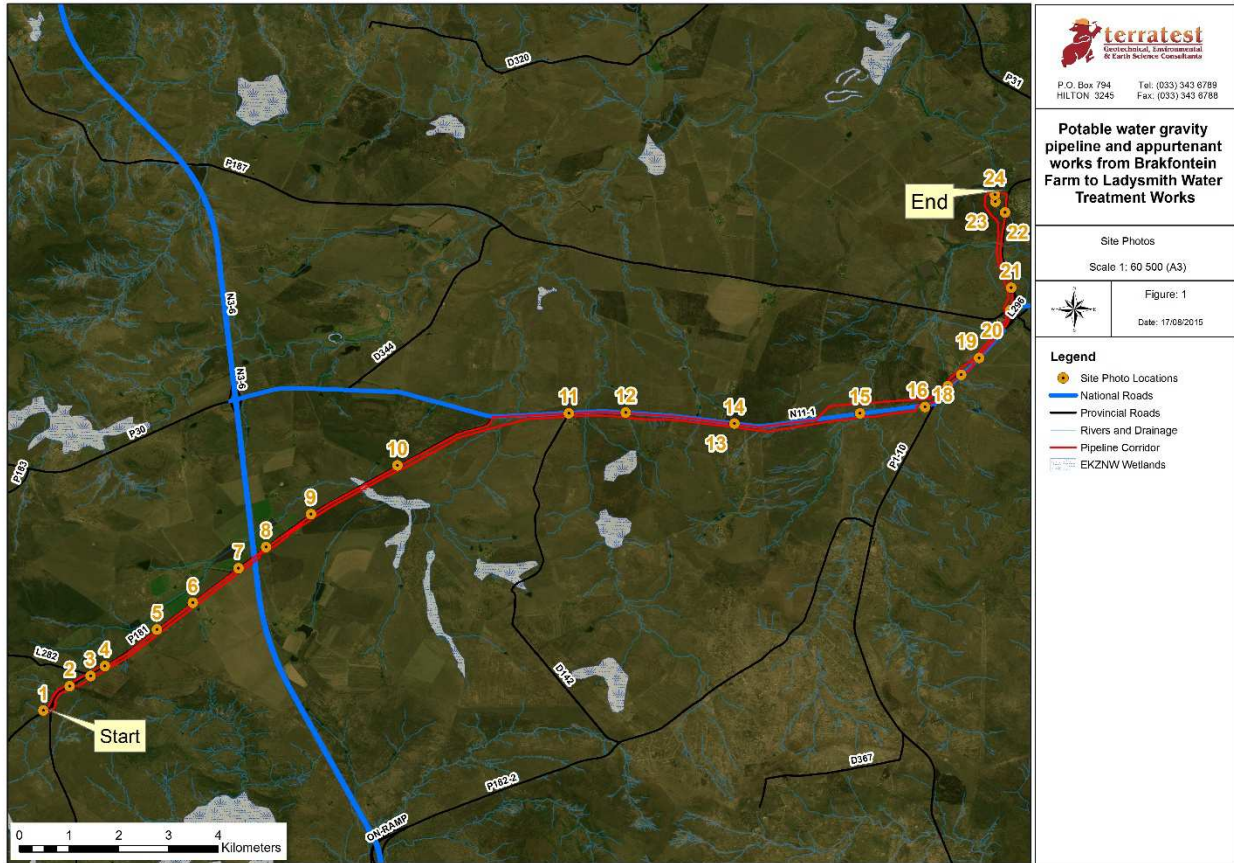 D320
P31
P187
24
End
23
22
21
L296
N3-6
20
19
D344
N3-6
11
12
14
15
16
18
N11-1
13
P30
P183
10
P1-10
9
8
7
6
5
P181
L282
4
3
2
1
Start
D142
D367
P182-2
ON-RAMP
0 1 2 3 4
Kilometers
terratest
Geotechnical, Environmental
& Earth Science Consultants
P.O. Box 794 Tel: (033) 343 6789
HILTON 3245 Fax: (033) 343 6788
Potable water gravity
pipeline and appurtenant
works from Brakfontein
Farm to Ladysmith Water
Treatment Works
Site Photos
Scale 1: 60 500 (A3)
Figure: 1
Date: 17/08/2015
Legend
Site Photo Locations
National Roads
Provincial Roads
Rivers and Drainage
Pipeline Corridor
EKZNW Wetlands